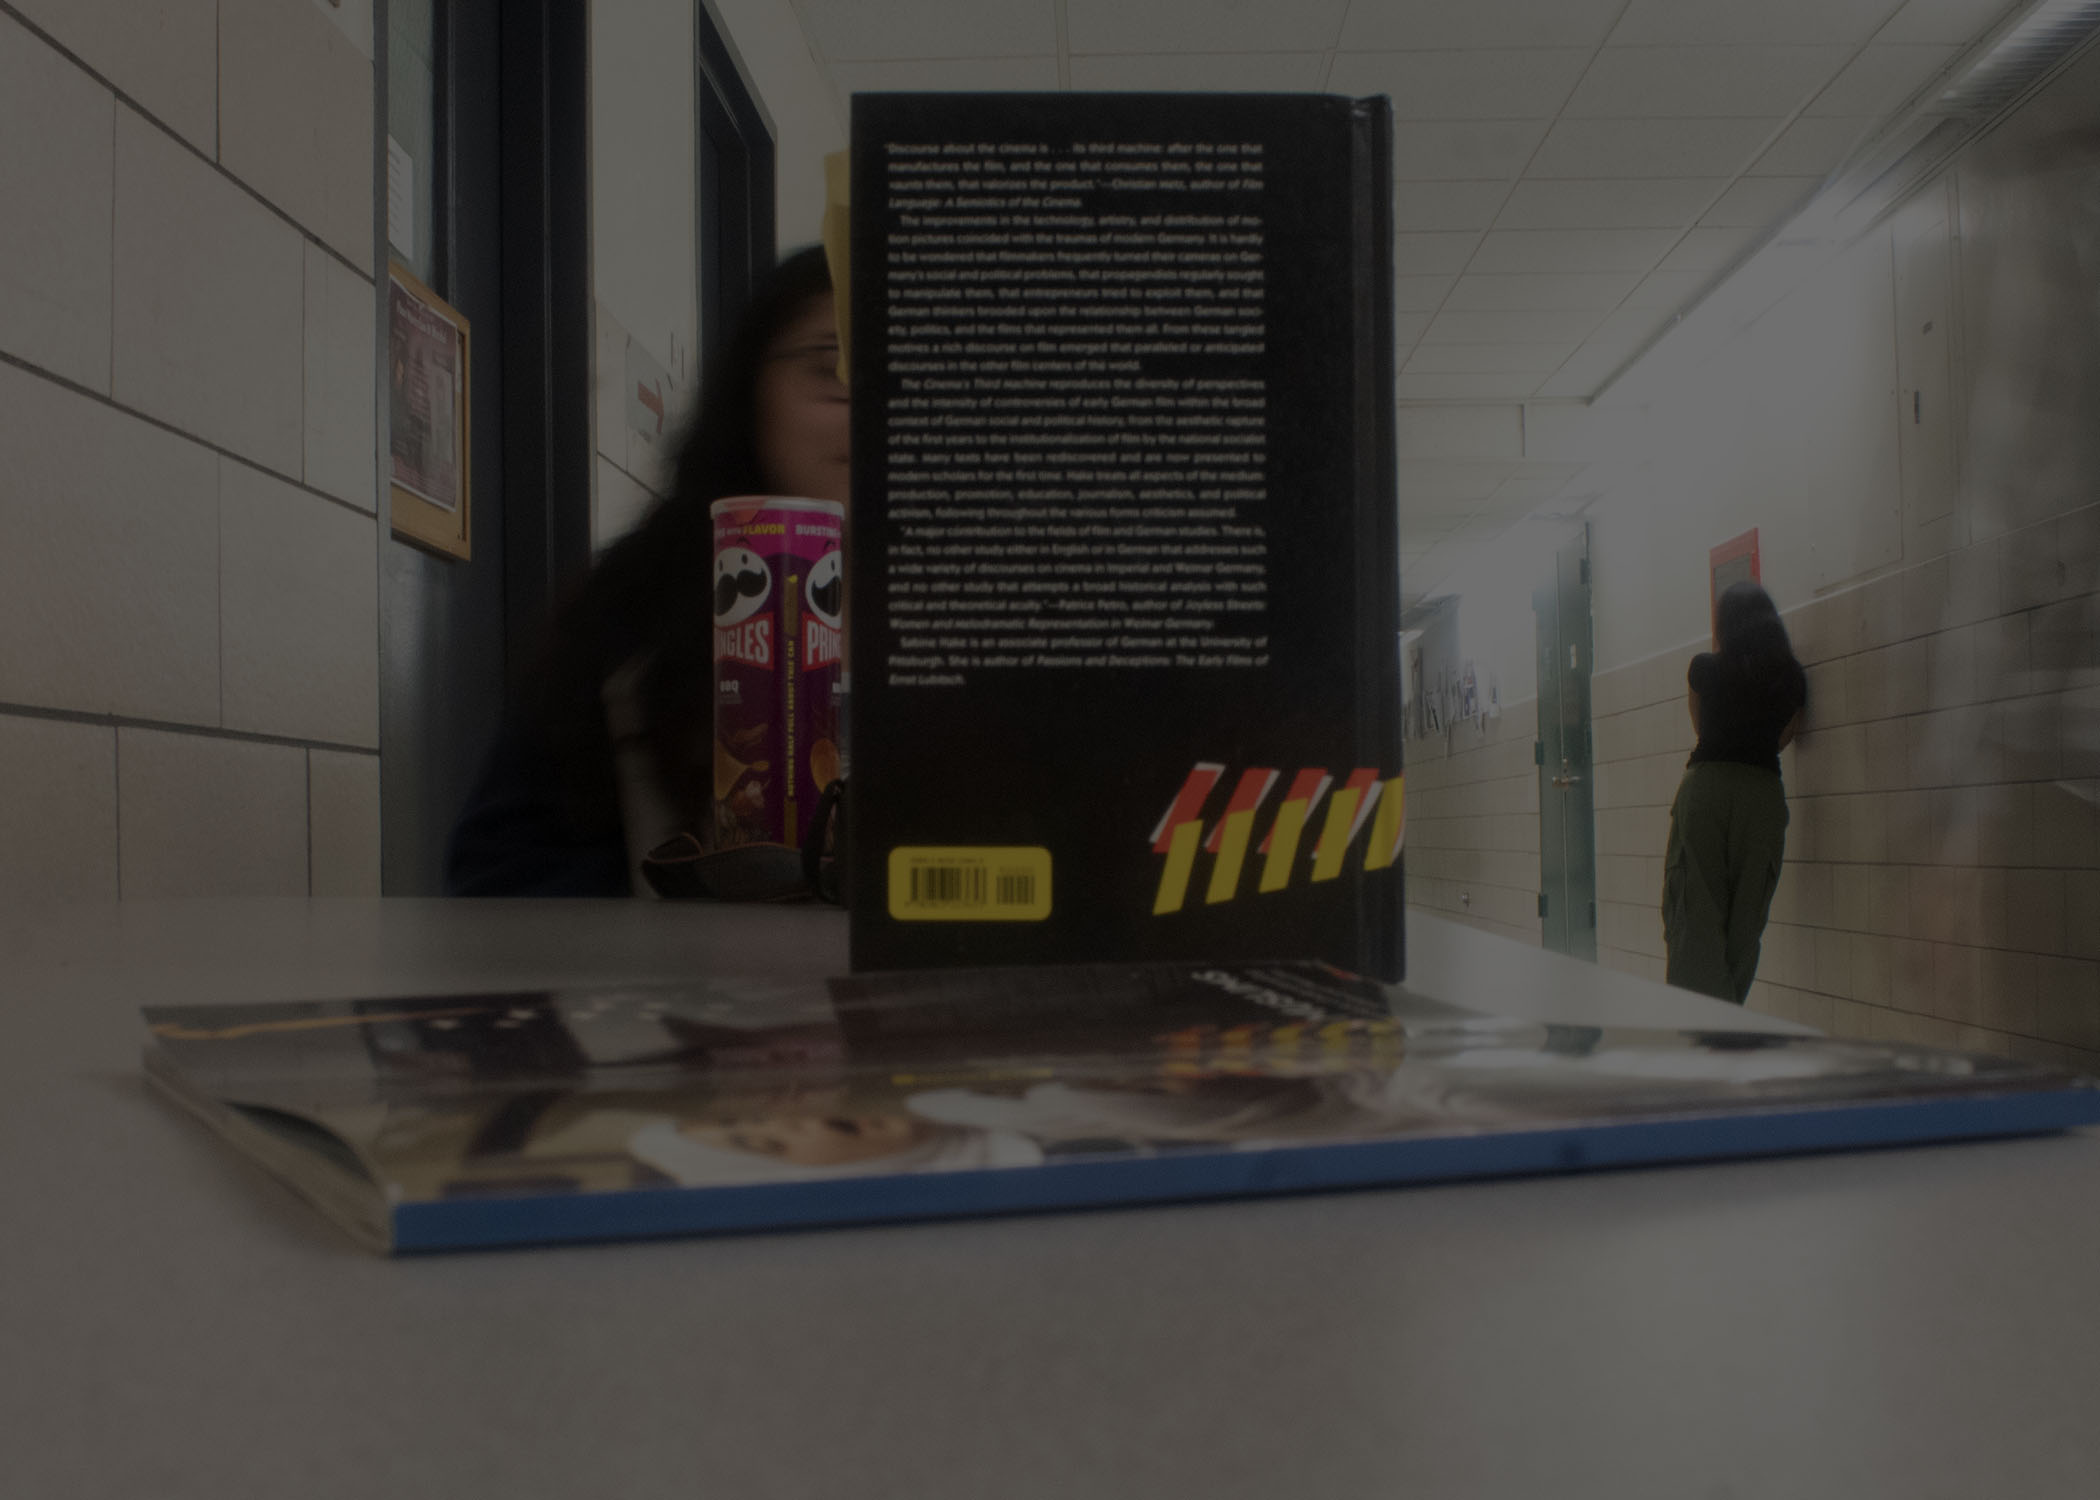 "Discourse about the cinema is . . . its third machine: after the one that
manufactures the film, and the one that consumes them, the one that
vaunts them, that valorizes the product."—Christian Metz, author of Film
Language: A Semiotics of the Cinema.
The improvements in the technology, artistry, and distribution of mo-
tion pictures coincided with the traumas of modern Germany. It is hardly
to be wondered that filmmakers frequently turned their cameras on Ger-
many's social and political problems, that propagandists regularly sought
to manipulate them, that entrepreneurs tried to exploit them, and that
German thinkers brooded upon the relationship between German soci-
ety, politics, and the films that represented them all. From these tangled
motives a rich discourse on film emerged that paralleled or anticipated
discourses in the other film centers of the world.
The Cinema's Third Machine reproduces the diversity of perspectives
and the intensity of controversies of early German film within the broad
context of German social and political history, from the aesthetic rapture
of the first years to the institutionalization of film by the national socialist
state. Many texts have been rediscovered and are now presented to
modern scholars for the first time. Hake treats all aspects of the medium:
production, promotion, education, journalism, aesthetics, and political
activism, following throughout the various forms criticism assumed.
"A major contribution to the fields of film and German studies. There is,
in fact, no other study either in English or in German that addresses such
a wide variety of discourses on cinema in Imperial and Weimar Germany,
and no other study that attempts a broad historical analysis with such
critical and theoretical acuity."—Patrice Petro, author of Joyless Streets:
Women and Melodramatic Representation in Weimar Germany.
Sabine Hake is an associate professor of German at the University of
Pittsburgh. She is author of Passions and Deceptions: The Early Films of
Ernst Lubitsch.
WITH FLAVOR BURSTING
INGLES PRIN
BBQ
NOTHING HALF FULL ABOUT THIS CAN